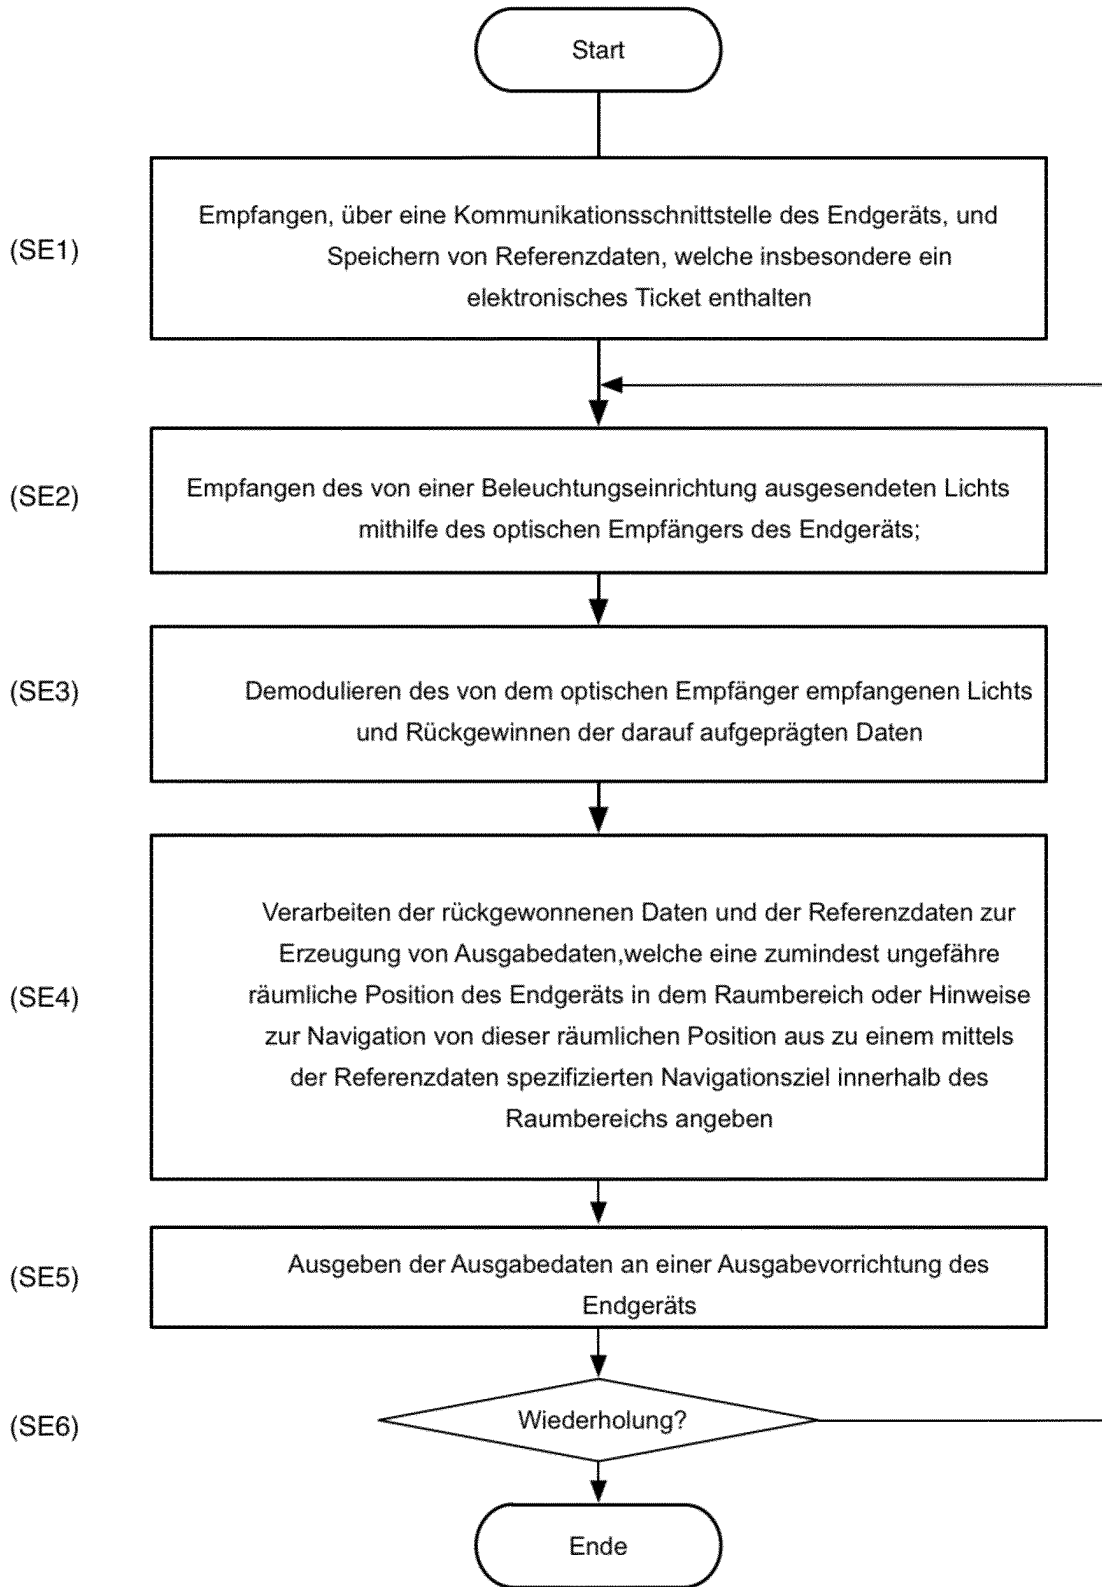 Start
(SE1)
Empfangen, über eine Kommunikationsschnittstelle des Endgeräts, und
Speichern von Referenzdaten, welche insbesondere ein
elektronisches Ticket enthalten
(SE2)
Empfangen des von einer Beleuchtungseinrichtung ausgesendeten Lichts
mithilfe des optischen Empfängers des Endgeräts;
(SE3)
Demodulieren des von dem optischen Empfänger empfangenen Lichts
und Rückgewinnen der darauf aufgeprägten Daten
(SE4)
Verarbeiten der rückgewonnenen Daten und der Referenzdaten zur
Erzeugung von Ausgabedaten,welche eine zumindest ungefähre
räumliche Position des Endgeräts in dem Raumbereich oder Hinweise
zur Navigation von dieser räumlichen Position aus zu einem mittels
der Referenzdaten spezifizierten Navigationsziel innerhalb des
Raumbereichs angeben
(SE5)
Ausgeben der Ausgabedaten an einer Ausgabevorrichtung des
Endgeräts
(SE6)
Wiederholung?
Ende